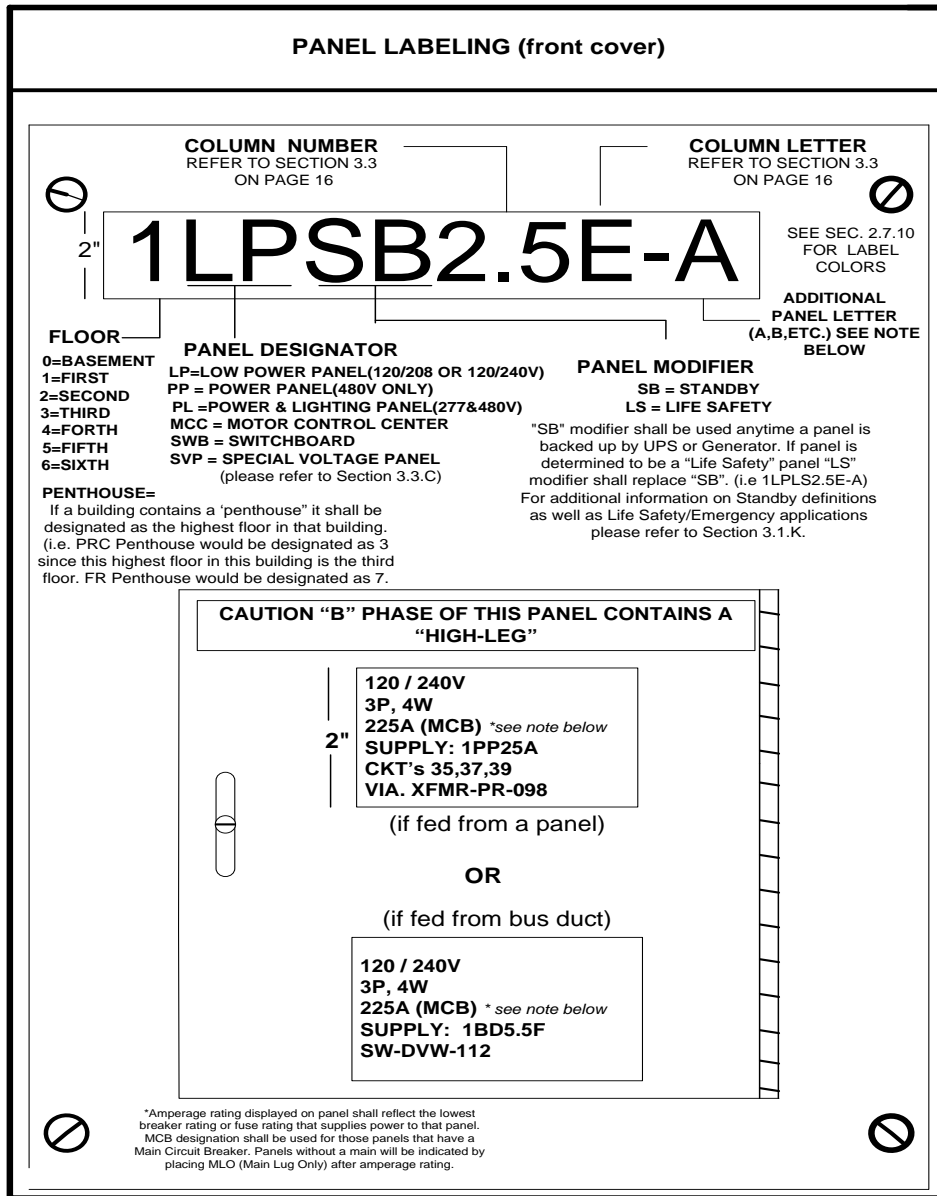 PANEL LABELING (front cover)
COLUMN NUMBER
REFER TO SECTION 3.3
ON PAGE 16
COLUMN LETTER
REFER TO SECTION 3.3
ON PAGE 16
2"
1LPSB2.5E-A
SEE SEC. 2.7.10
FOR LABEL
COLORS
ADDITIONAL
PANEL LETTER
(A,B,ETC.) SEE NOTE
BELOW
FLOOR
0=BASEMENT
1=FIRST
2=SECOND
3=THIRD
4=FORTH
5=FIFTH
6=SIXTH
PENTHOUSE=
If a building contains a 'penthouse" it shall be
designated as the highest floor in that building.
(i.e. PRC Penthouse would be designated as 3
since this highest floor in this building is the third
floor. FR Penthouse would be designated as 7.
PANEL DESIGNATOR
LP=LOW POWER PANEL(120/208 OR 120/240V)
PP = POWER PANEL(480V ONLY)
PL =POWER & LIGHTING PANEL(277&480V)
MCC = MOTOR CONTROL CENTER
SWB = SWITCHBOARD
SVP = SPECIAL VOLTAGE PANEL
(please refer to Section 3.3.C)
PANEL MODIFIER
SB = STANDBY
LS = LIFE SAFETY
"SB" modifier shall be used anytime a panel is
backed up by UPS or Generator. If panel is
determined to be a “Life Safety” panel “LS”
modifier shall replace “SB”. (i.e 1LPLS2.5E-A)
For additional information on Standby definitions
as well as Life Safety/Emergency applications
please refer to Section 3.1.K.
CAUTION “B” PHASE OF THIS PANEL CONTAINS A
“HIGH-LEG”
2"
120 / 240V
3P, 4W
225A (MCB) *see note below
SUPPLY: 1PP25A
CKT's 35,37,39
VIA. XFMR-PR-098
(if fed from a panel)
OR
(if fed from bus duct)
120 / 240V
3P, 4W
225A (MCB) * see note below
SUPPLY: 1BD5.5F
SW-DVW-112
*Amperage rating displayed on panel shall reflect the lowest
breaker rating or fuse rating that supplies power to that panel.
MCB designation shall be used for those panels that have a
Main Circuit Breaker. Panels without a main will be indicated by
placing MLO (Main Lug Only) after amperage rating.